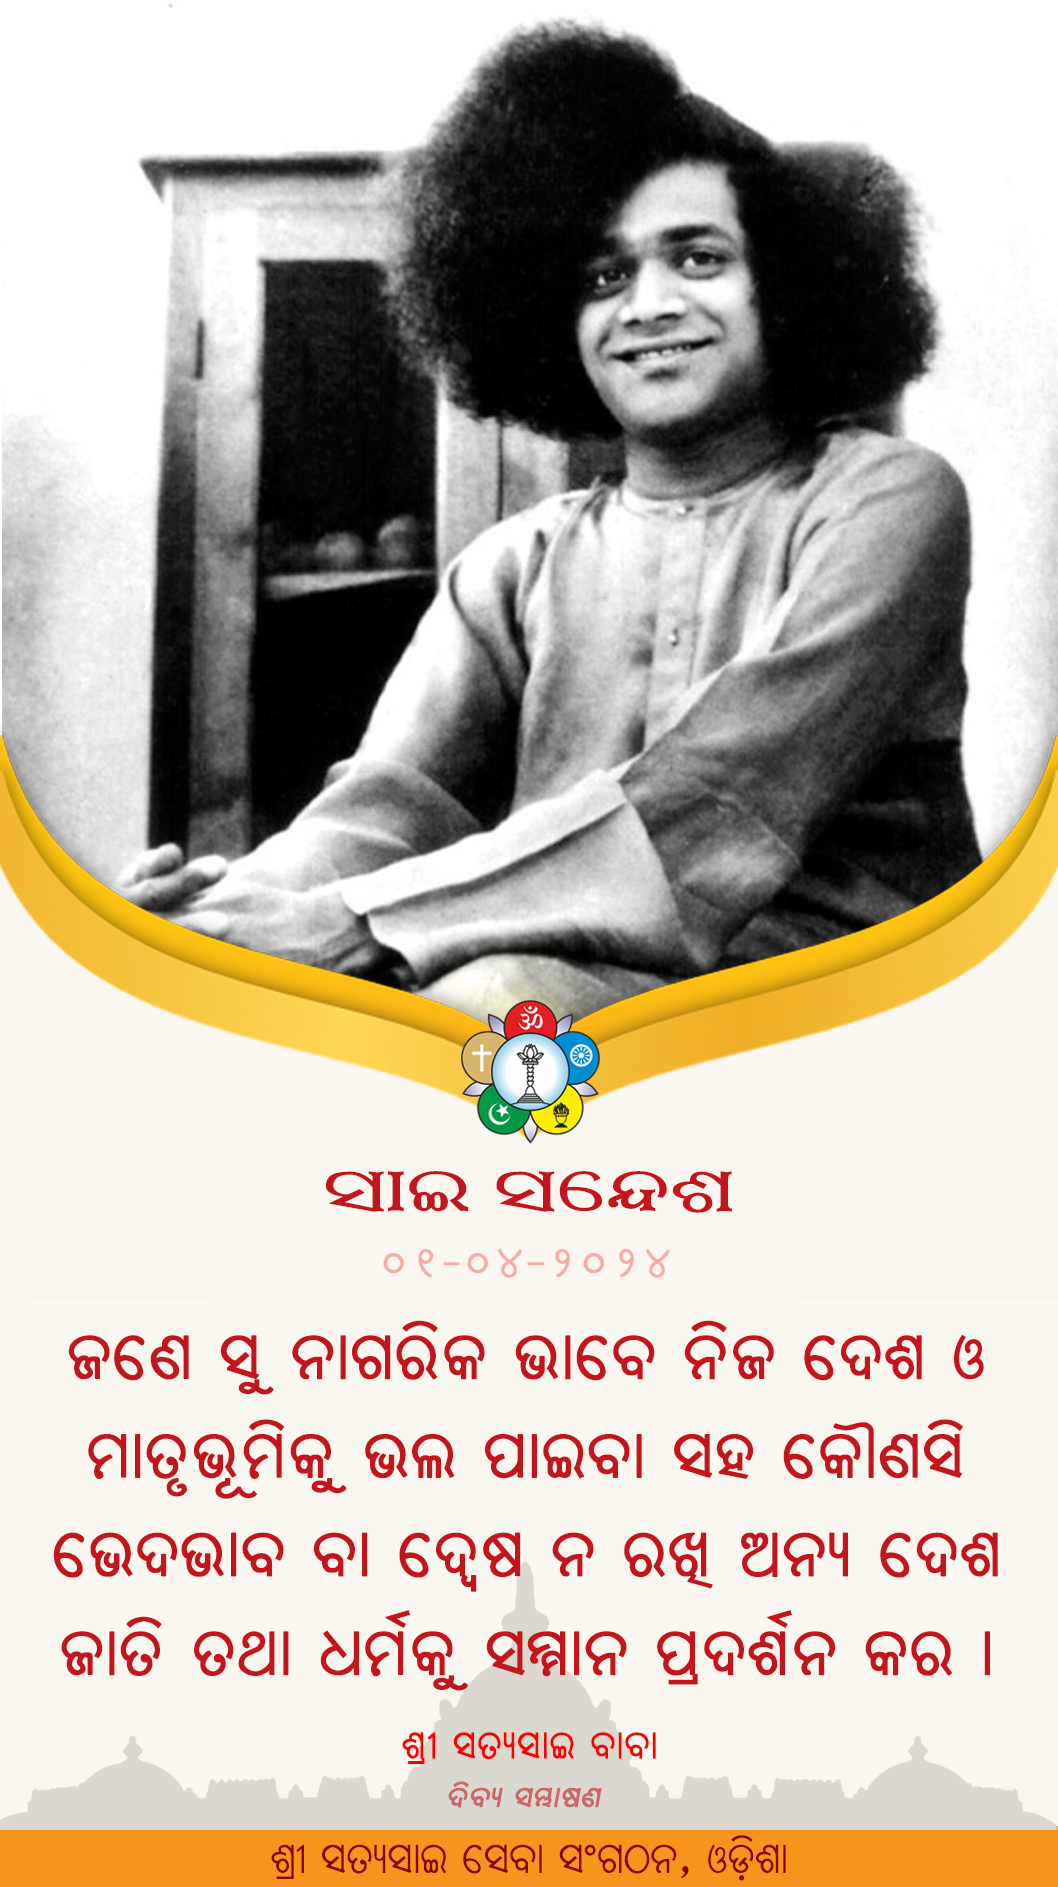 ॐ
ସାଇ ସନ୍ଦେଶ
୦୧-୦୪-୨୦୨୪
ଜଣେ ସୁ ନାଗରିକ ଭାବେ ନିଜ ଦେଶ ଓ
ମାତୃଭୂମିକୁ ଭଲ ପାଇବା ସହ କୌଣସି
ଭେଦଭାବ ବା ଦ୍ୱେଷ ନ ରଖି ଅନ୍ୟ ଦେଶ
ଜାତି ତଥା ଧର୍ମକୁ ସମ୍ମାନ ପ୍ରଦର୍ଶନ କର ।
ଶ୍ରୀ ସତ୍ୟସାଇ ବାବା
ଦିବ୍ୟ ସମ୍ଭାଷଣ
ଶ୍ରୀ ସତ୍ୟସାଇ ସେବା ସଂଗଠନ, ଓଡ଼ିଶା